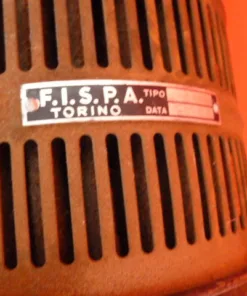 F.I.S.P.A. TIPO
TORINO DATA